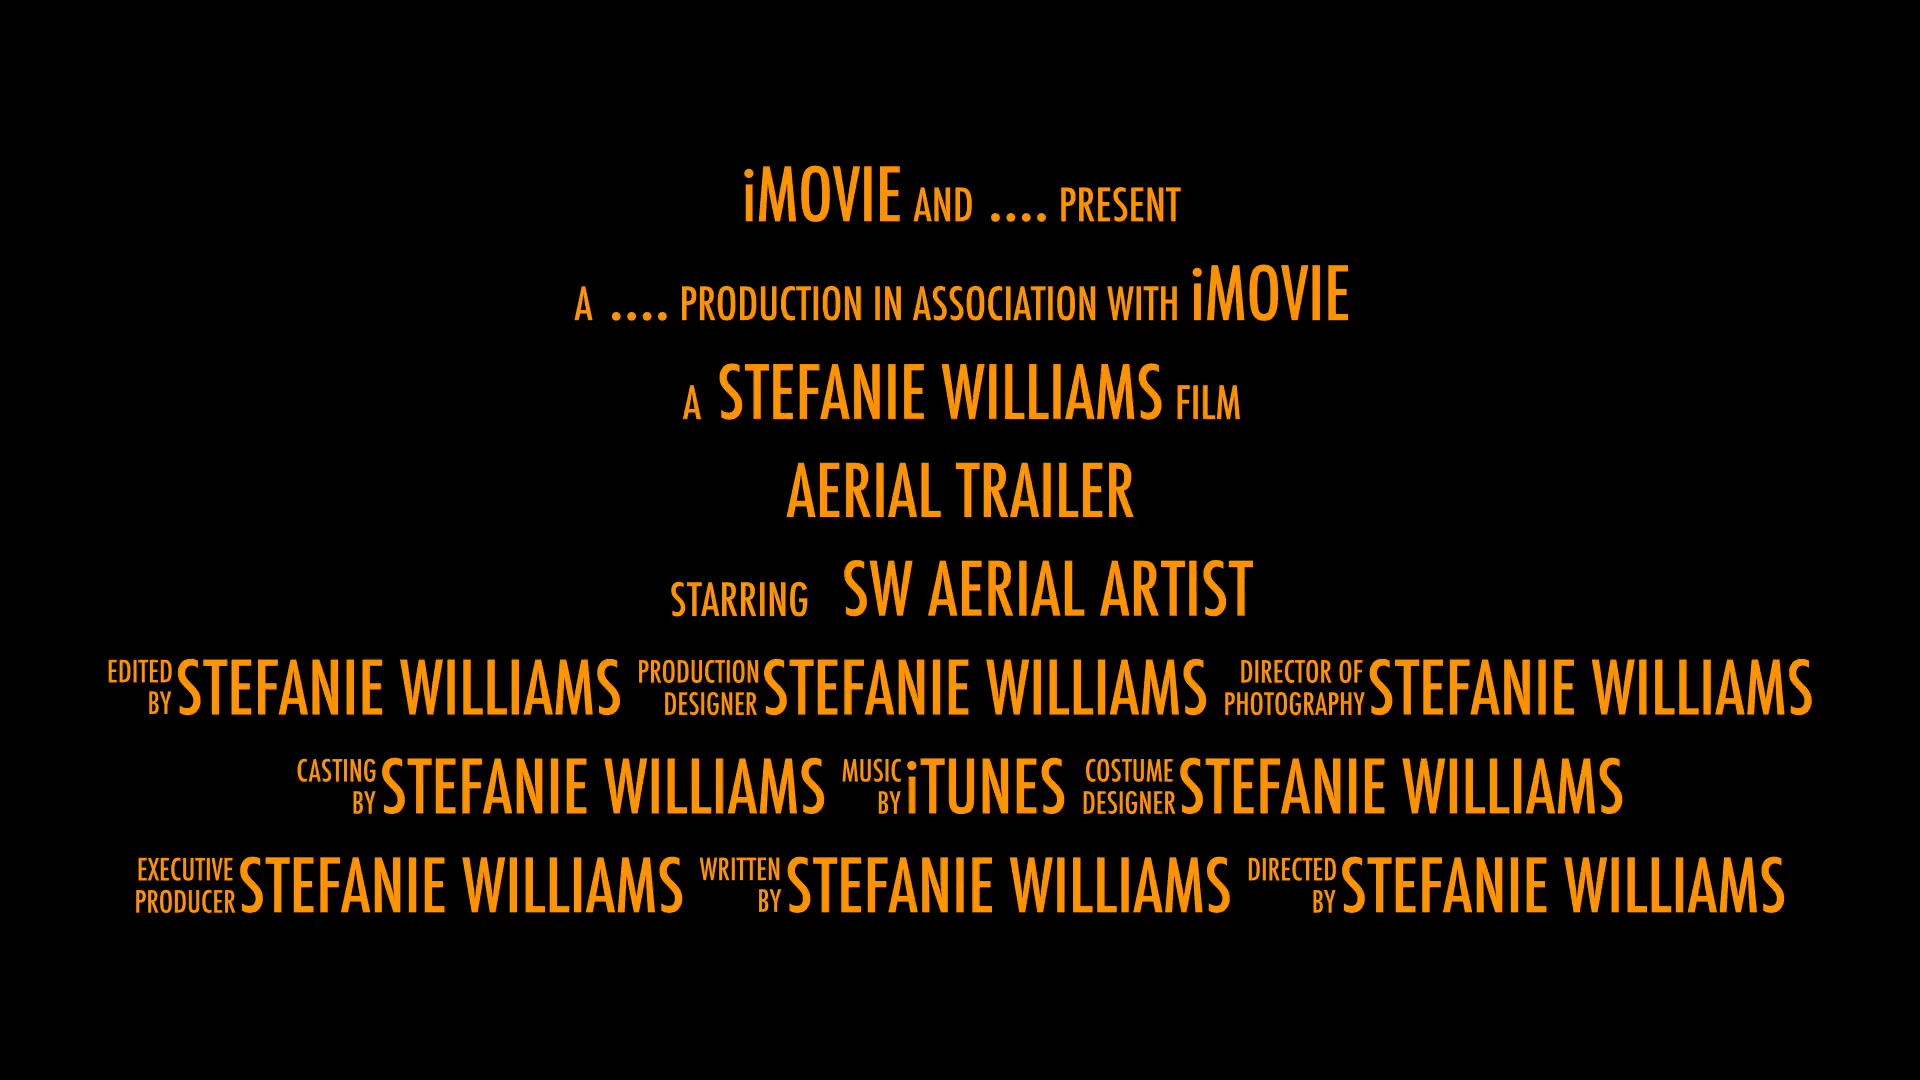 iMOVIE AND .... PRESENT
A .... PRODUCTION IN ASSOCIATION WITH iMOVIE
A STEFANIE WILLIAMS FILM
AERIAL TRAILER
STARRING SW AERIAL ARTIST
EDITED BY STEFANIE WILLIAMS PRODUCTION DESIGNER STEFANIE WILLIAMS DIRECTOR OF PHOTOGRAPHY STEFANIE WILLIAMS
CASTING BY STEFANIE WILLIAMS MUSIC BY iTUNES COSTUME DESIGNER STEFANIE WILLIAMS
EXECUTIVE PRODUCER STEFANIE WILLIAMS WRITTEN BY STEFANIE WILLIAMS DIRECTED BY STEFANIE WILLIAMS